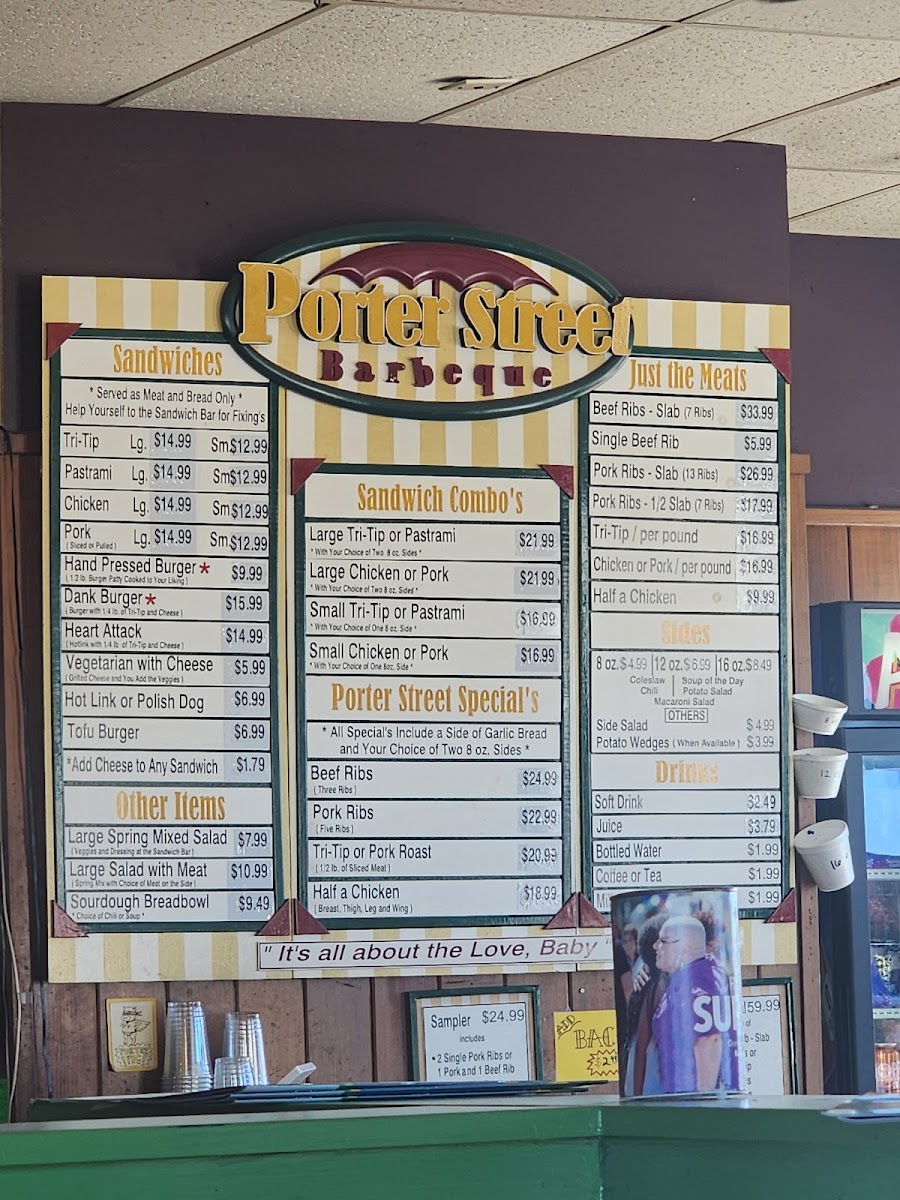 Porter Street
Barbeque
Sandwiches
* Served as Meat and Bread Only *
Help Yourself to the Sandwich Bar for Fixing's
Tri-Tip Lg. $14.99 Sm $12.99
Pastrami Lg. $14.99 Sm $12.99
Chicken Lg. $14.99 Sm $12.99
Pork Lg. $14.99 Sm $12.99
( Sliced or Pulled )
Hand Pressed Burger * $9.99
( 1/2 lb. Burger Patty Cooked to Your Liking )
Dank Burger * $15.99
( Burger with 1/4 lb. of Tri-Tip and Cheese )
Heart Attack $14.99
( Hotlink with 1/4 lb of Tri-Tip and Cheese )
Vegetarian with Cheese $5.99
( Grilled Cheese and You Add the Veggies )
Hot Link or Polish Dog $6.99
Tofu Burger $6.99
*Add Cheese to Any Sandwich $1.79
Other Items
Large Spring Mixed Salad $7.99
( Veggies and Dressing at the Sandwich Bar )
Large Salad with Meat $10.99
( Spring Mix with Choice of Meat on the Side )
Sourdough Breadbowl $9.49
* Choice of Chili or Soup *
Sandwich Combo's
Large Tri-Tip or Pastrami $21.99
* With Your Choice of Two 8 oz. Sides *
Large Chicken or Pork $21.99
* With Your Choice of Two 8 oz. Sides *
Small Tri-Tip or Pastrami $16.99
* With Your Choice of One 8 oz. Side *
Small Chicken or Pork $16.99
* With Your Choice of One 8oz. Side *
Porter Street Special's
* All Special's Include a Side of Garlic Bread
and Your Choice of Two 8 oz. Sides *
Beef Ribs $24.99
( Three Ribs )
Pork Ribs $22.99
( Five Ribs )
Tri-Tip or Pork Roast $20.99
( 1/2 lb. of Sliced Meat )
Half a Chicken $18.99
( Breast, Thigh, Leg and Wing )
Just the Meats
Beef Ribs - Slab (7 Ribs) $33.99
Single Beef Rib $5.99
Pork Ribs - Slab (13 Ribs) $26.99
Pork Ribs - 1/2 Slab (7 Ribs) $17.99
Tri-Tip / per pound $16.99
Chicken or Pork / per pound $16.99
Half a Chicken $9.99
Sides
8 oz. $4.99 | 12 oz. $6.99 | 16 oz. $8.49
Coleslaw | Soup of the Day
Chili | Potato Salad
Macaroni Salad
OTHERS
Side Salad $4.99
Potato Wedges ( When Available ) $3.99
Drinks
Soft Drink $2.49
Juice $3.79
Bottled Water $1.99
Coffee or Tea $1.99
$1.99
" It's all about the Love, Baby "
Sampler $24.99
includes
• 2 Single Pork Ribs or
1 Pork and 1 Beef Rib
ADD
BAC
SU
159.99
of
b - Slab
s or
8 oz
12
16